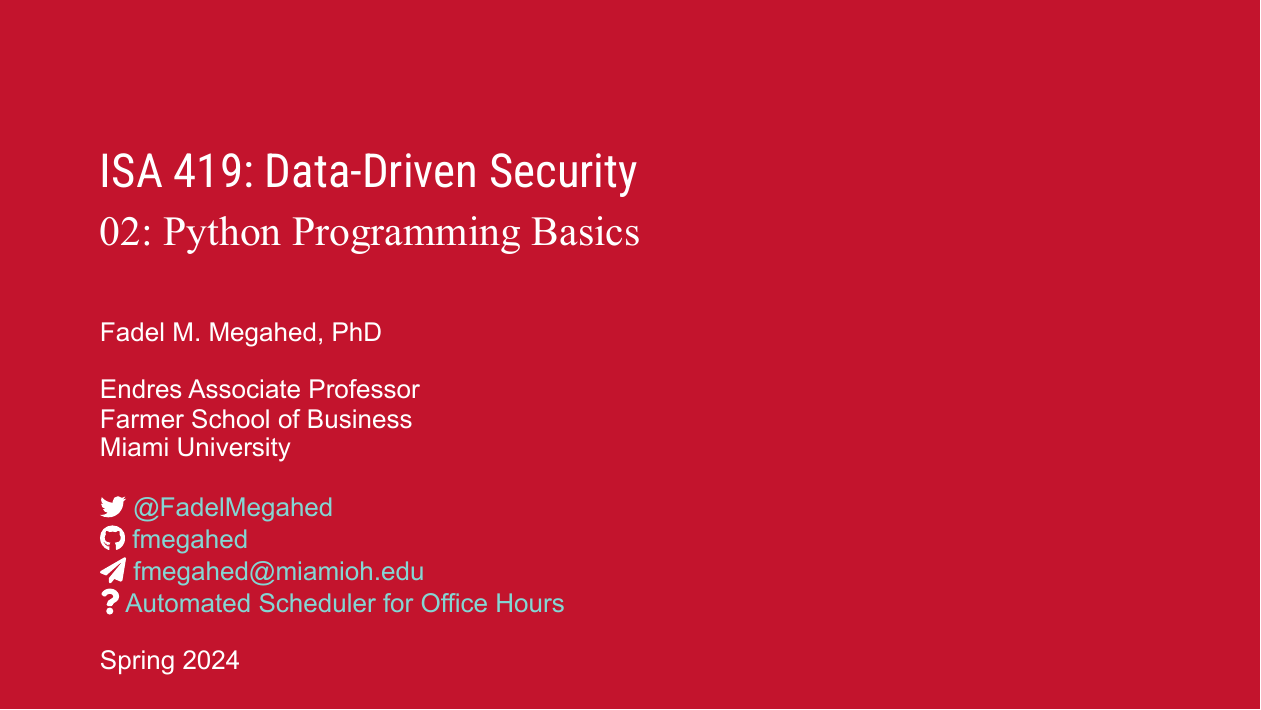 ISA 419: Data-Driven Security
02: Python Programming Basics
Fadel M. Megahed, PhD
Endres Associate Professor
Farmer School of Business
Miami University
@FadelMegahed
fmegahed
fmegahed@miamioh.edu
? Automated Scheduler for Office Hours
Spring 2024